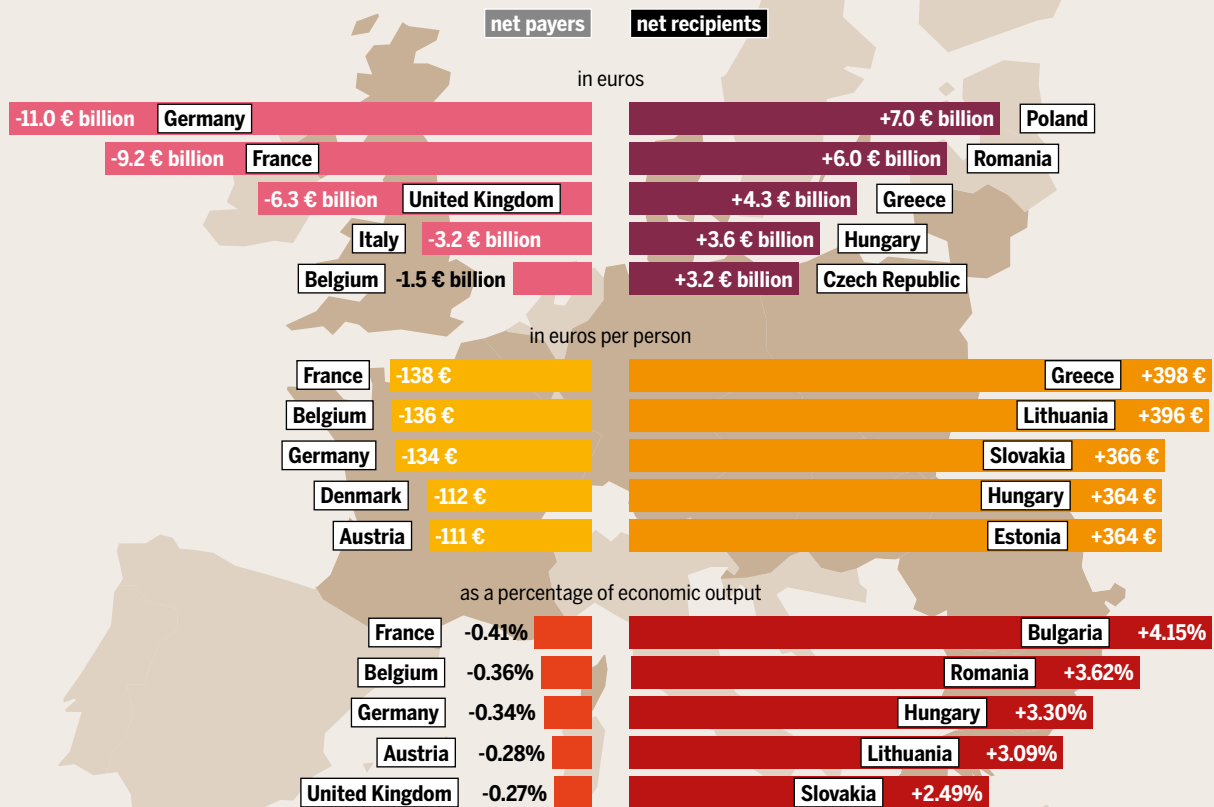 net payers net recipients
in euros
-11.0 € billion Germany +7.0 € billion Poland
-9.2 € billion France +6.0 € billion Romania
-6.3 € billion United Kingdom +4.3 € billion Greece
Italy -3.2 € billion +3.6 € billion Hungary
Belgium -1.5 € billion +3.2 € billion Czech Republic
in euros per person
France -138 € Greece +398 €
Belgium -136 € Lithuania +396 €
Germany -134 € Slovakia +366 €
Denmark -112 € Hungary +364 €
Austria -111 € Estonia +364 €
as a percentage of economic output
France -0.41% Bulgaria +4.15%
Belgium -0.36% Romania +3.62%
Germany -0.34% Hungary +3.30%
Austria -0.28% Lithuania +3.09%
United Kingdom -0.27% Slovakia +2.49%